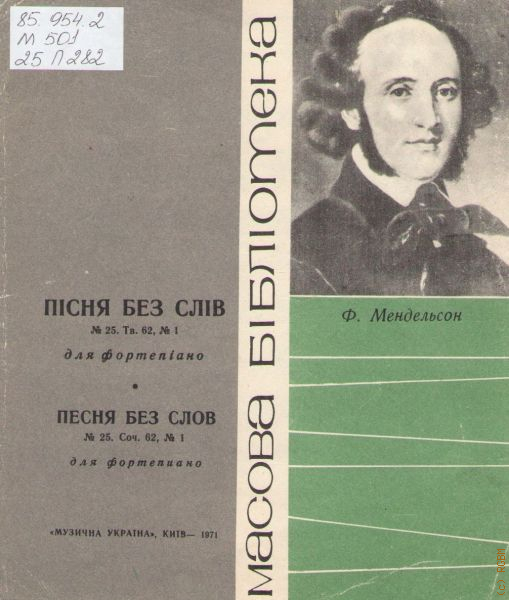 85. 954.2
М 501
25 П 282
МАСОВА БІБЛІОТЕКА
Ф. Мендельсон
ПІСНЯ БЕЗ СЛІВ
№ 25. Тв. 62, № 1
для фортепіано
ПЕСНЯ БЕЗ СЛОВ
№ 25. Соч. 62, № 1
для фортепиано
«МУЗИЧНА УКРАЇНА», КИЇВ — 1971